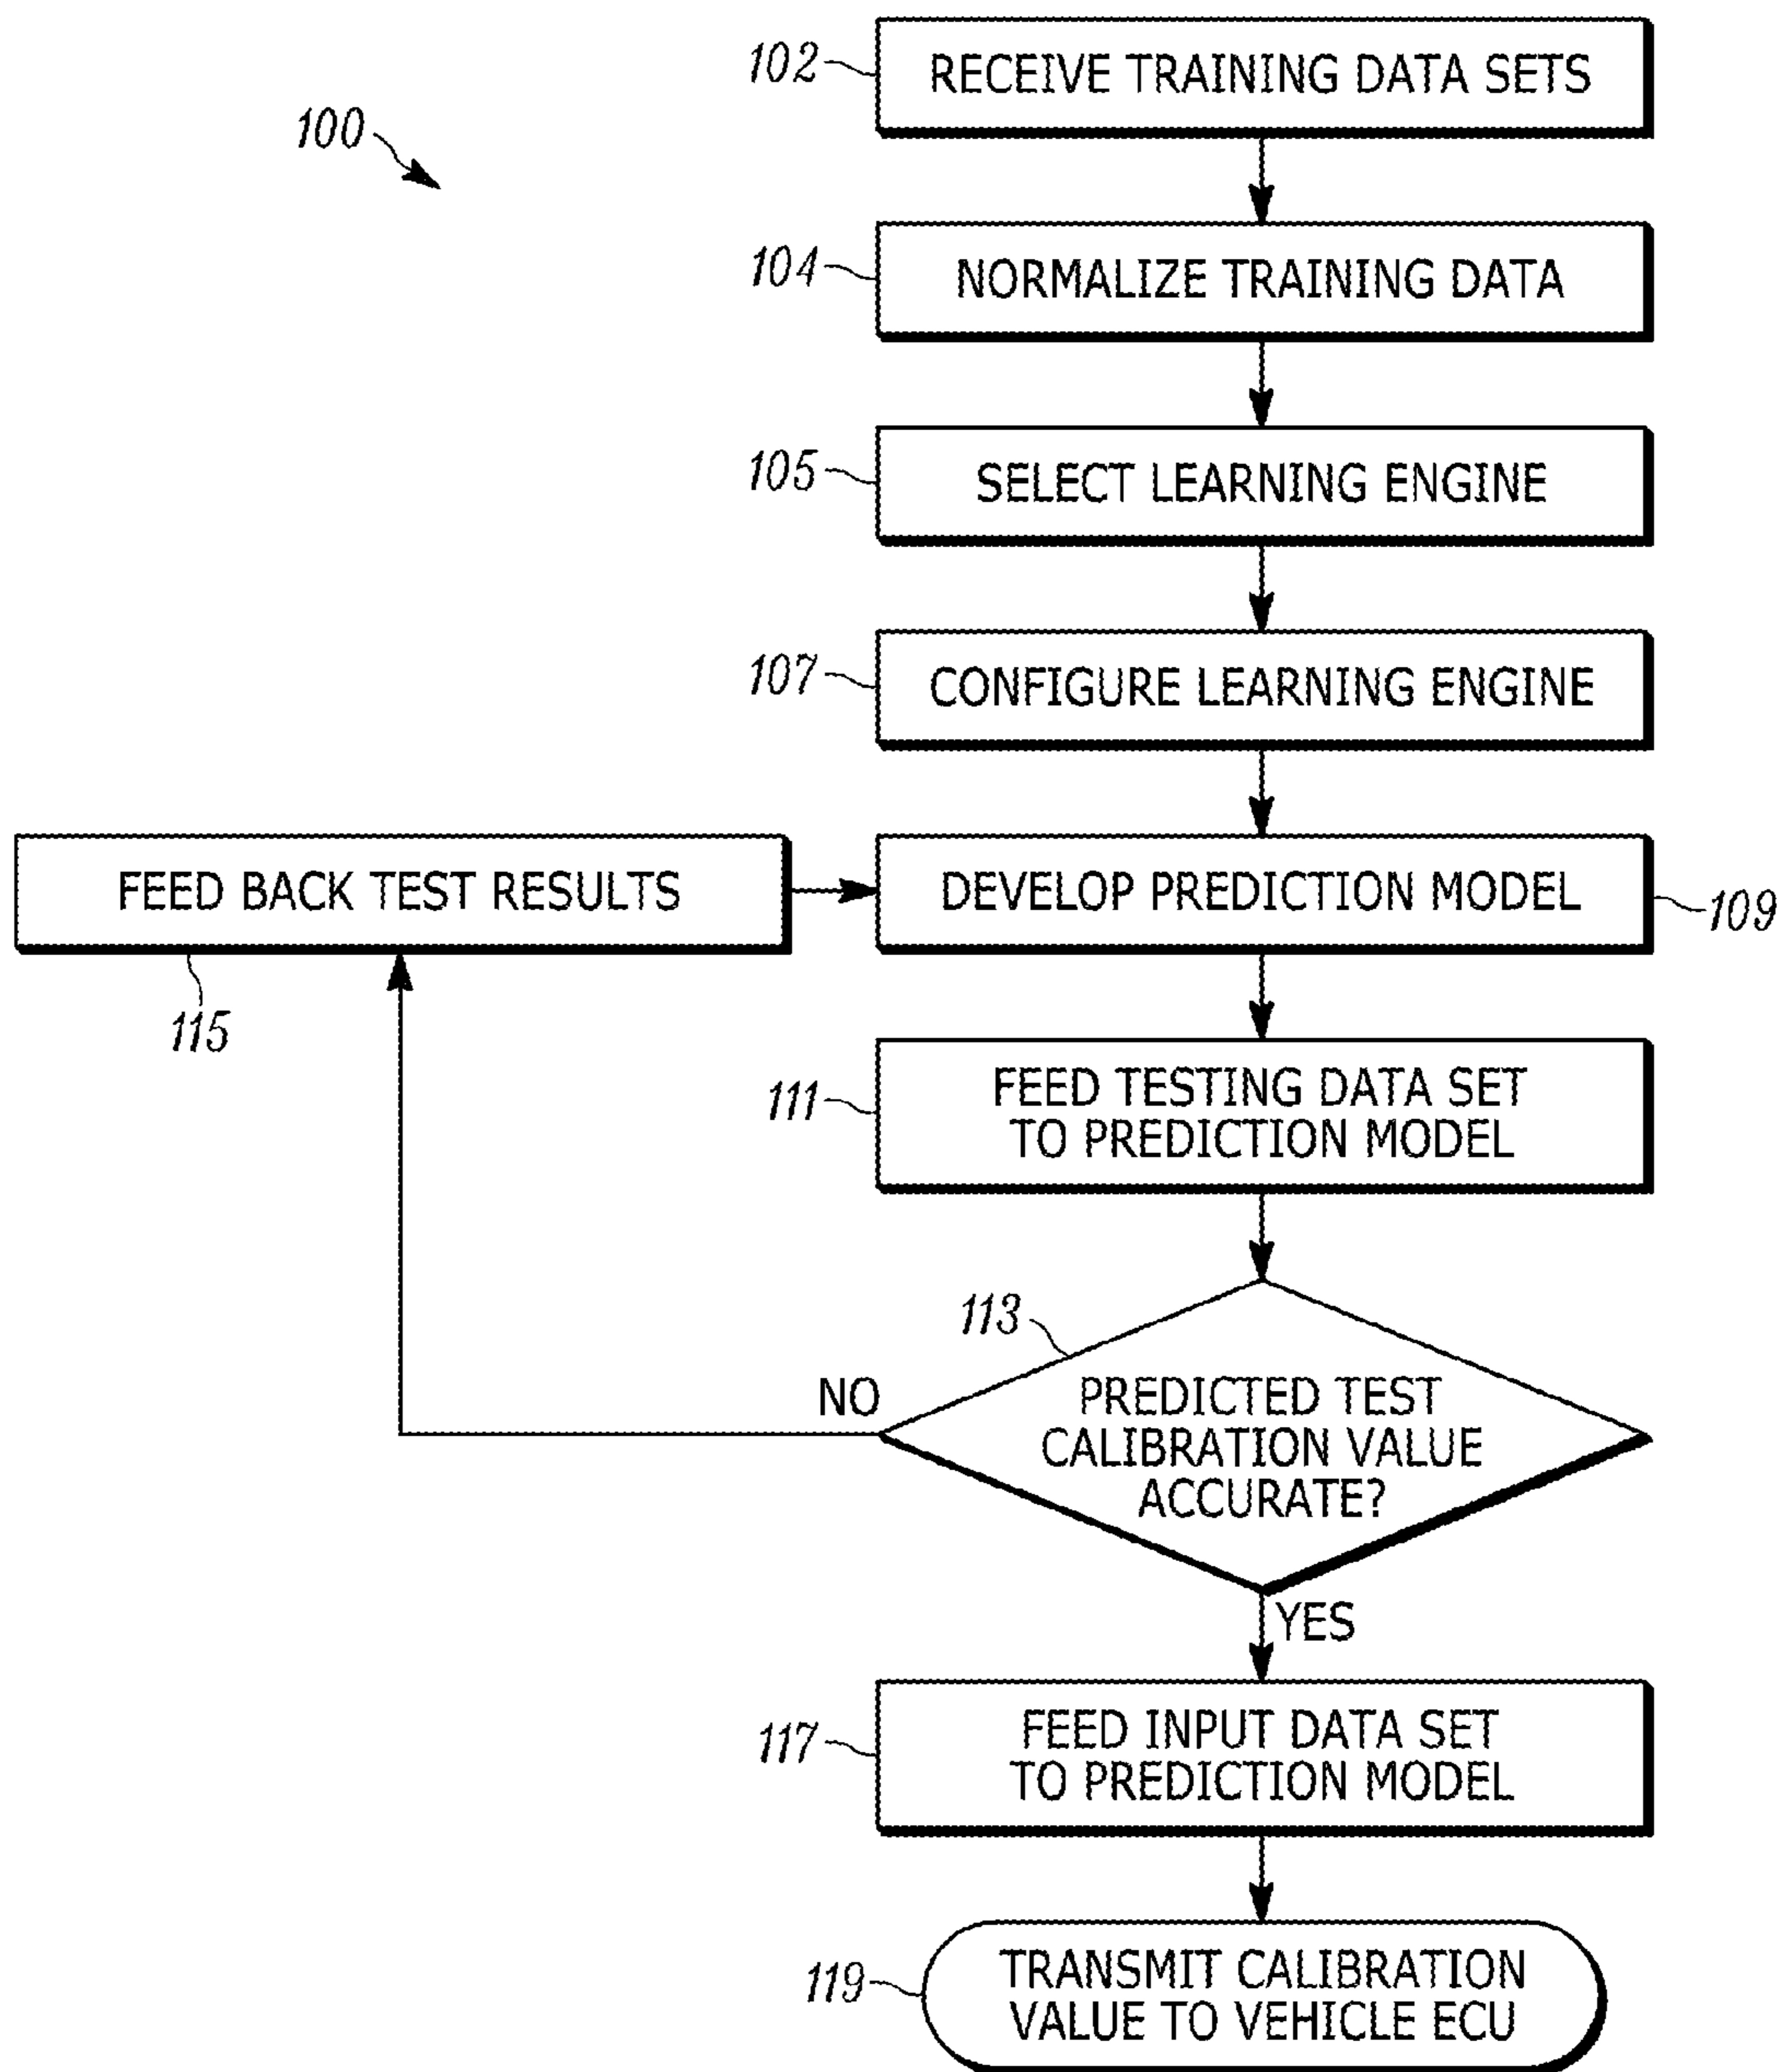 100
102
RECEIVE TRAINING DATA SETS
104
NORMALIZE TRAINING DATA
105
SELECT LEARNING ENGINE
107
CONFIGURE LEARNING ENGINE
FEED BACK TEST RESULTS
115
DEVELOP PREDICTION MODEL
109
111
FEED TESTING DATA SET
TO PREDICTION MODEL
113
NO
PREDICTED TEST
CALIBRATION VALUE
ACCURATE?
YES
117
FEED INPUT DATA SET
TO PREDICTION MODEL
119
TRANSMIT CALIBRATION
VALUE TO VEHICLE ECU